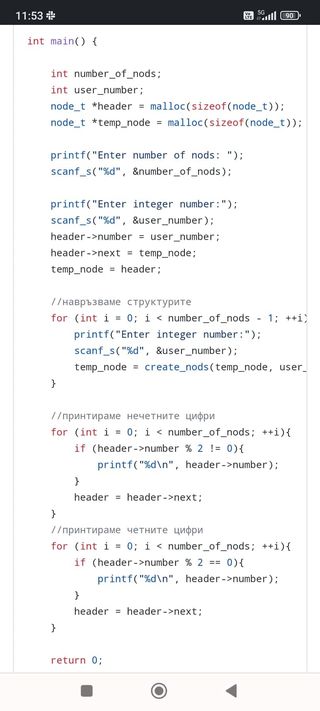 11:53
5G
90
int main() {
int number_of_nods;
int user_number;
node_t *header = malloc(sizeof(node_t));
node_t *temp_node = malloc(sizeof(node_t));
printf("Enter number of nods: ");
scanf_s("%d", &number_of_nods);
printf("Enter integer number:");
scanf_s("%d", &user_number);
header->number = user_number;
header->next = temp_node;
temp_node = header;
//навръзваме структурите
for (int i = 0; i < number_of_nods - 1; ++i)
printf("Enter integer number:");
scanf_s("%d", &user_number);
temp_node = create_nods(temp_node, user_
}
//принтираме нечетните цифри
for (int i = 0; i < number_of_nods; ++i){
if (header->number % 2 != 0){
printf("%d\n", header->number);
}
header = header->next;
}
//принтираме четните цифри
for (int i = 0; i < number_of_nods; ++i){
if (header->number % 2 == 0){
printf("%d\n", header->number);
}
header = header->next;
}
return 0;